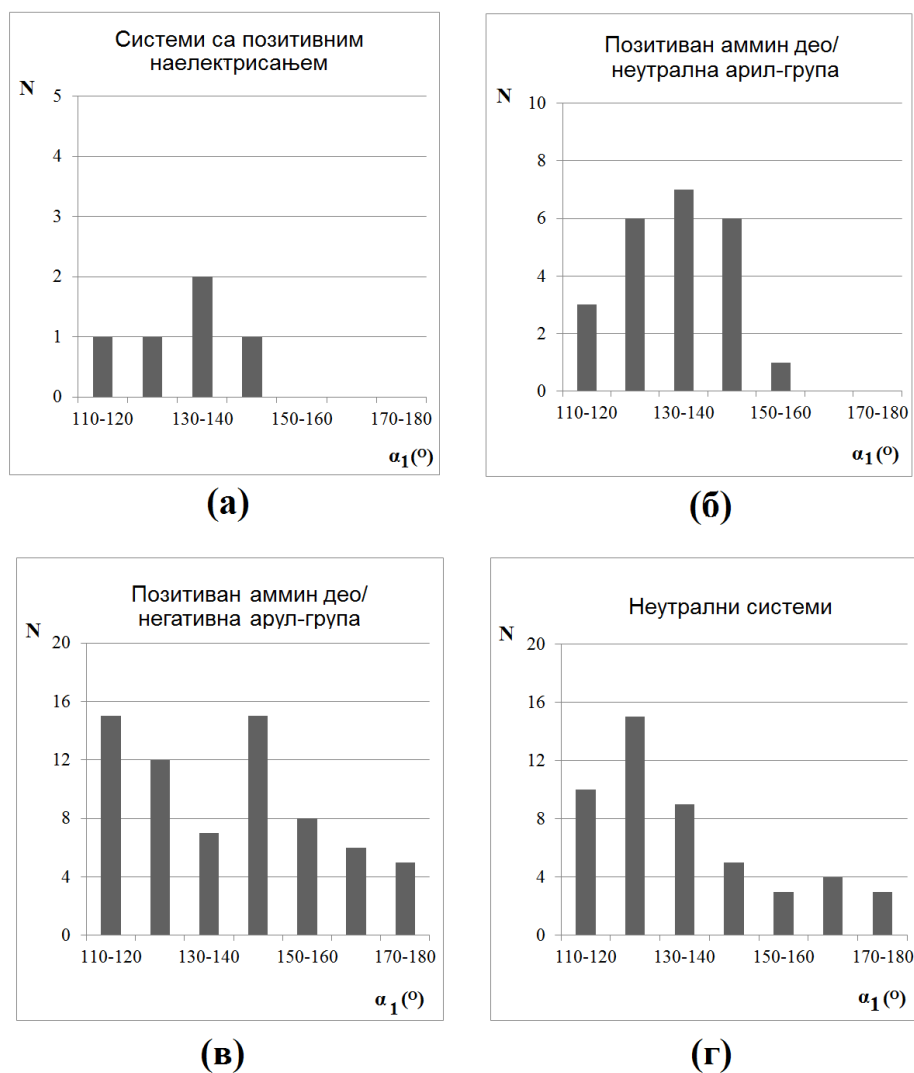 Системи са позитивним
наелектрисањем
N
5
4
3
2
1
0
110-120 130-140 150-160 170-180
α1(O)
(а)
Позитиван аммин део/
неутрална арил-група
N
10
8
6
4
2
0
110-120 130-140 150-160 170-180
α1(O)
(б)
Позитиван аммин део/
негативна арул-група
N
20
16
12
8
4
0
110-120 130-140 150-160 170-180
α1(O)
(в)
Неутрални системи
N
20
16
12
8
4
0
110-120 130-140 150-160 170-180
α1(O)
(г)